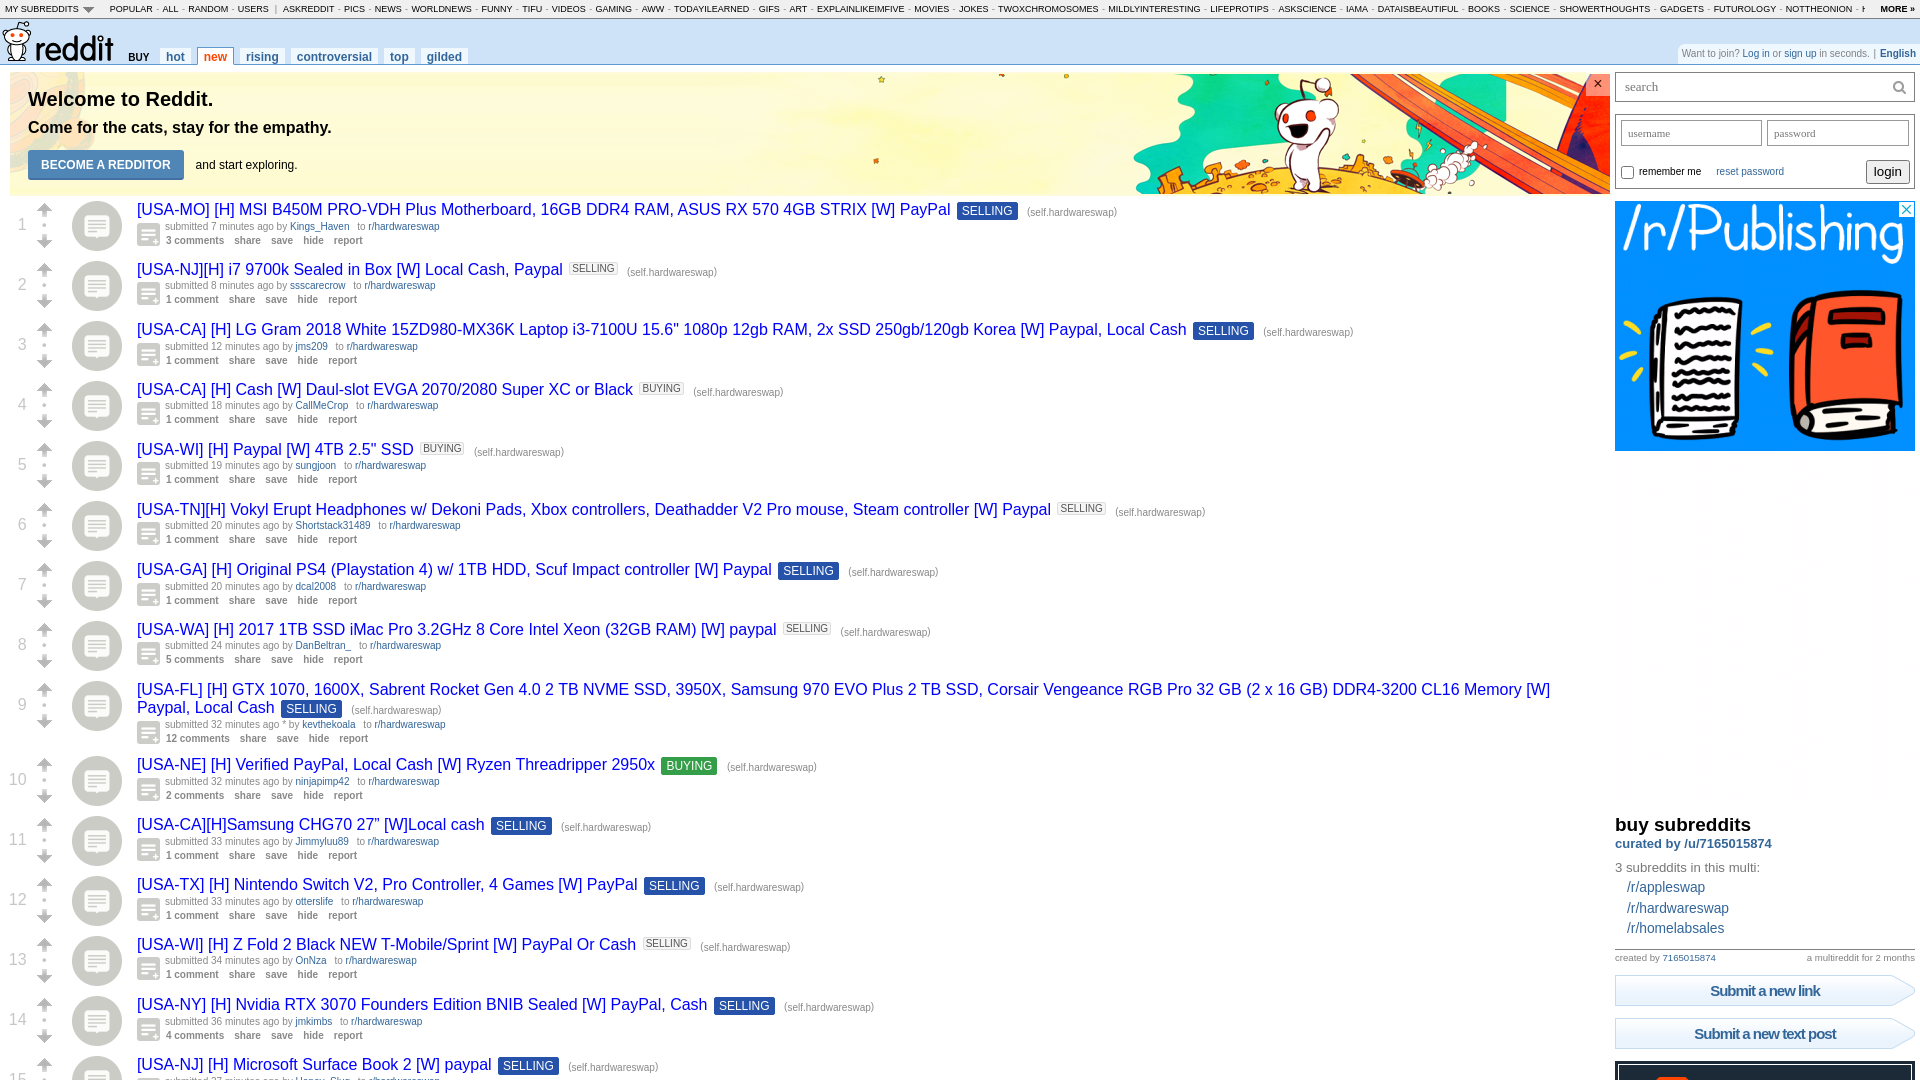 MY SUBREDDITS POPULAR - ALL - RANDOM - USERS | ASKREDDIT - PICS - NEWS - WORLDNEWS - FUNNY - TIFU - VIDEOS - GAMING - AWW - TODAYILEARNED - GIFS - ART - EXPLAINLIKEIMFIVE - MOVIES - JOKES - TWOXCHROMOSOMES - MILDLYINTERESTING - LIFEPROTIPS - ASKSCIENCE - IAMA - DATAISBEAUTIFUL - BOOKS - SCIENCE - SHOWERTHOUGHTS - GADGETS - FUTUROLOGY - NOTTHEONION - MORE »
reddit BUY hot new rising controversial top gilded
Want to join? Log in or sign up in seconds. | English
Welcome to Reddit.
Come for the cats, stay for the empathy.
BECOME A REDDITOR and start exploring.
×
search
username password
remember me reset password login
/r/Publishing
1
[USA-MO] [H] MSI B450M PRO-VDH Plus Motherboard, 16GB DDR4 RAM, ASUS RX 570 4GB STRIX [W] PayPal SELLING (self.hardwareswap)
submitted 7 minutes ago by Kings_Haven to r/hardwareswap
3 comments share save hide report
2
[USA-NJ][H] i7 9700k Sealed in Box [W] Local Cash, Paypal SELLING (self.hardwareswap)
submitted 8 minutes ago by ssscarecrow to r/hardwareswap
1 comment share save hide report
3
[USA-CA] [H] LG Gram 2018 White 15ZD980-MX36K Laptop i3-7100U 15.6" 1080p 12gb RAM, 2x SSD 250gb/120gb Korea [W] Paypal, Local Cash SELLING (self.hardwareswap)
submitted 12 minutes ago by jms209 to r/hardwareswap
1 comment share save hide report
4
[USA-CA] [H] Cash [W] Daul-slot EVGA 2070/2080 Super XC or Black BUYING (self.hardwareswap)
submitted 18 minutes ago by CallMeCrop to r/hardwareswap
1 comment share save hide report
5
[USA-WI] [H] Paypal [W] 4TB 2.5" SSD BUYING (self.hardwareswap)
submitted 19 minutes ago by sungjoon to r/hardwareswap
1 comment share save hide report
6
[USA-TN][H] Vokyl Erupt Headphones w/ Dekoni Pads, Xbox controllers, Deathadder V2 Pro mouse, Steam controller [W] Paypal SELLING (self.hardwareswap)
submitted 20 minutes ago by Shortstack31489 to r/hardwareswap
1 comment share save hide report
7
[USA-GA] [H] Original PS4 (Playstation 4) w/ 1TB HDD, Scuf Impact controller [W] Paypal SELLING (self.hardwareswap)
submitted 20 minutes ago by dcal2008 to r/hardwareswap
1 comment share save hide report
8
[USA-WA] [H] 2017 1TB SSD iMac Pro 3.2GHz 8 Core Intel Xeon (32GB RAM) [W] paypal SELLING (self.hardwareswap)
submitted 24 minutes ago by DanBeltran_ to r/hardwareswap
5 comments share save hide report
9
[USA-FL] [H] GTX 1070, 1600X, Sabrent Rocket Gen 4.0 2 TB NVME SSD, 3950X, Samsung 970 EVO Plus 2 TB SSD, Corsair Vengeance RGB Pro 32 GB (2 x 16 GB) DDR4-3200 CL16 Memory [W]
Paypal, Local Cash SELLING (self.hardwareswap)
submitted 32 minutes ago * by kevthekoala to r/hardwareswap
12 comments share save hide report
10
[USA-NE] [H] Verified PayPal, Local Cash [W] Ryzen Threadripper 2950x BUYING (self.hardwareswap)
submitted 32 minutes ago by ninjapimp42 to r/hardwareswap
2 comments share save hide report
11
[USA-CA][H]Samsung CHG70 27” [W]Local cash SELLING (self.hardwareswap)
submitted 33 minutes ago by Jimmyluu89 to r/hardwareswap
1 comment share save hide report
12
[USA-TX] [H] Nintendo Switch V2, Pro Controller, 4 Games [W] PayPal SELLING (self.hardwareswap)
submitted 33 minutes ago by otterslife to r/hardwareswap
1 comment share save hide report
13
[USA-WI] [H] Z Fold 2 Black NEW T-Mobile/Sprint [W] PayPal Or Cash SELLING (self.hardwareswap)
submitted 34 minutes ago by OnNza to r/hardwareswap
1 comment share save hide report
14
[USA-NY] [H] Nvidia RTX 3070 Founders Edition BNIB Sealed [W] PayPal, Cash SELLING (self.hardwareswap)
submitted 36 minutes ago by jmkimbs to r/hardwareswap
4 comments share save hide report
15
[USA-NJ] [H] Microsoft Surface Book 2 [W] paypal SELLING (self.hardwareswap)
buy subreddits
curated by /u/7165015874
3 subreddits in this multi:
/r/appleswap
/r/hardwareswap
/r/homelabsales
created by 7165015874 a multireddit for 2 months
Submit a new link
Submit a new text post